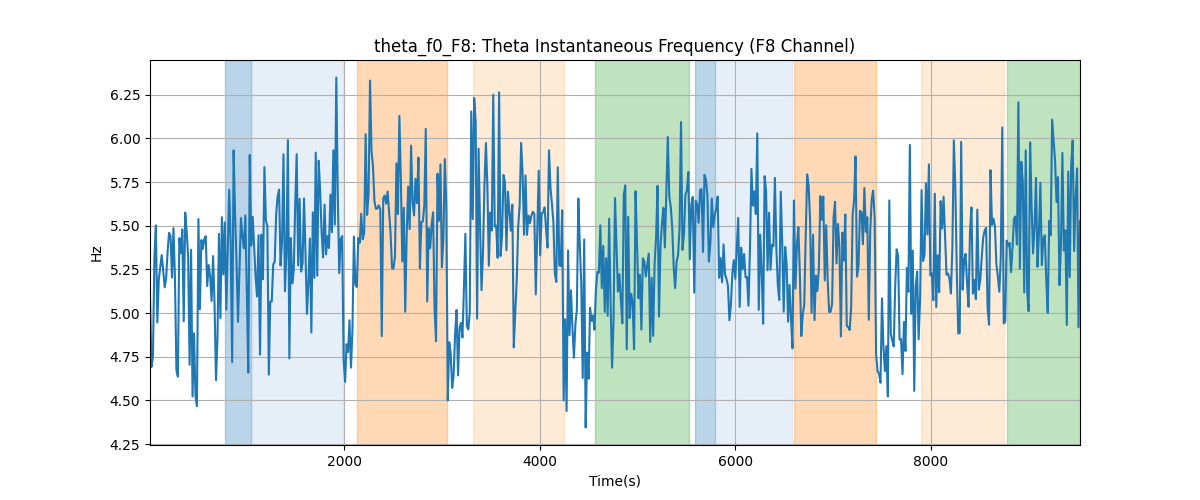 theta_f0_F8: Theta Instantaneous Frequency (F8 Channel)
Hz
6.25
6.00
5.75
5.50
5.25
5.00
4.75
4.50
4.25
2000 4000 6000 8000
Time(s)